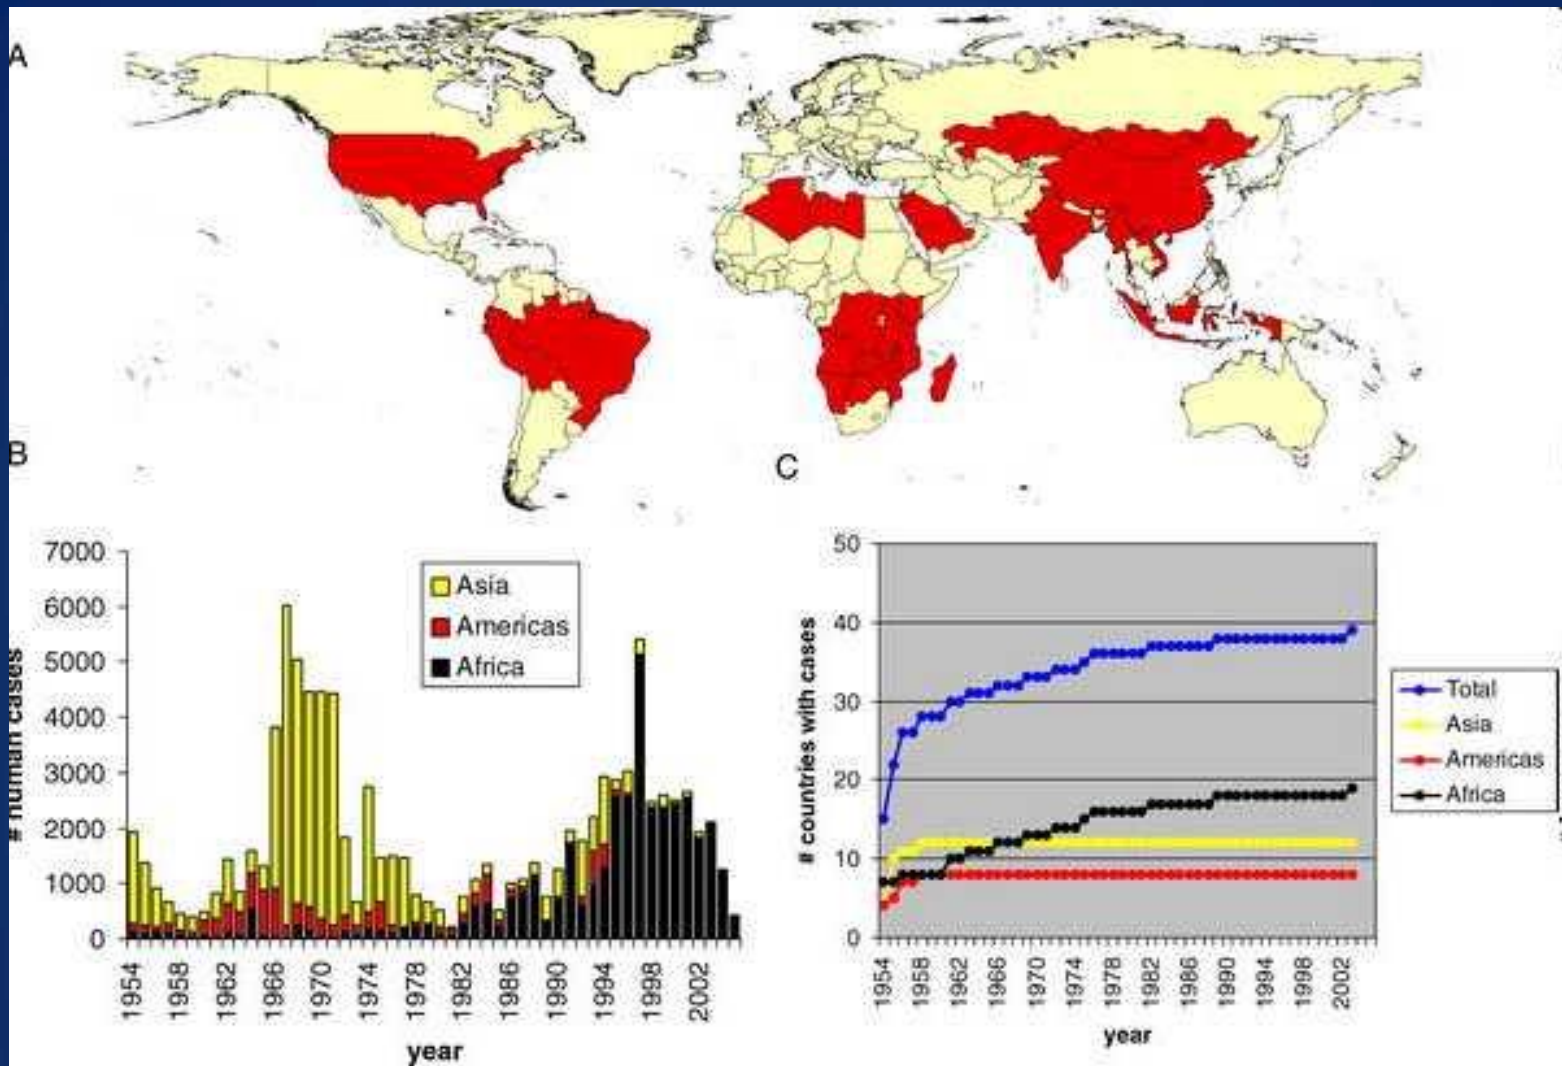 A
B
C
7000
6000
5000
4000
3000
2000
1000
0
# human cases
Asia
Americas
Africa
1954
1958
1962
1966
1970
1974
1978
1982
1986
1990
1994
1998
2002
year
50
40
30
20
10
0
# countries with cases
Total
Asia
Americas
Africa
1954
1958
1962
1966
1970
1974
1978
1982
1986
1990
1994
1998
2002
year